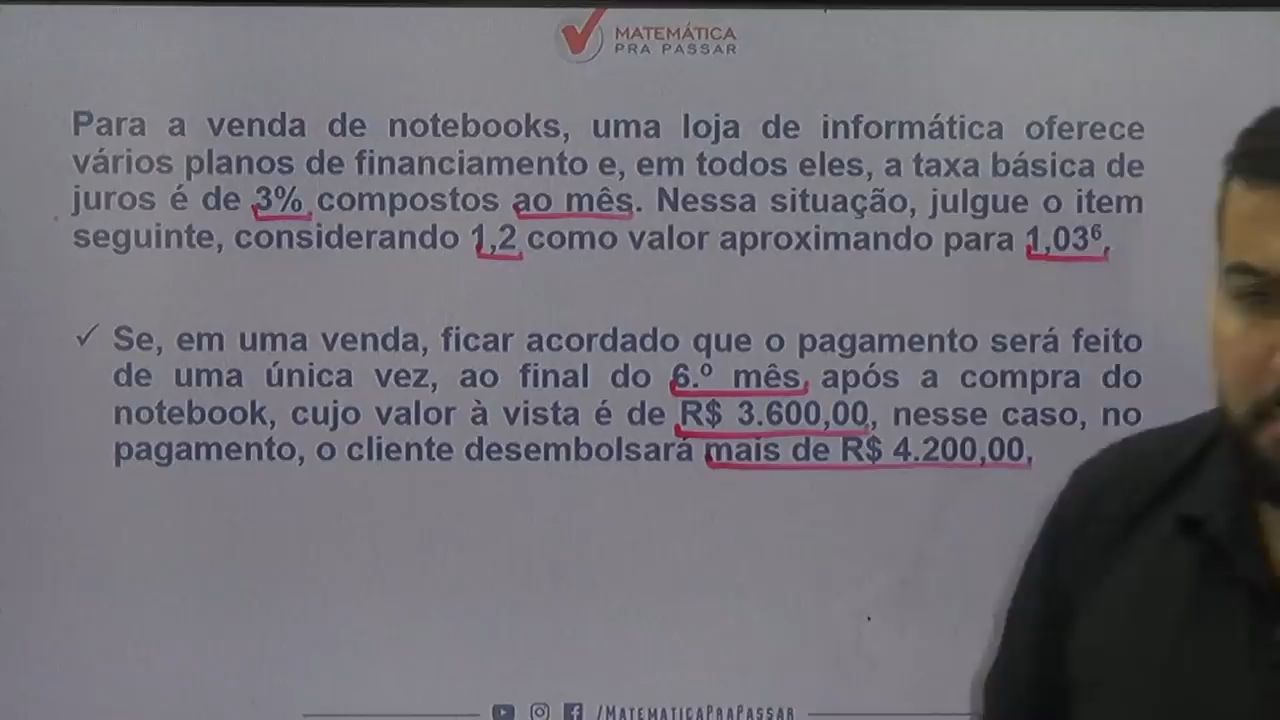 MATEMÁTICA
PRA PASSAR
Para a venda de notebooks, uma loja de informática oferece
vários planos de financiamento e, em todos eles, a taxa básica de
juros é de 3% compostos ao mês. Nessa situação, julgue o item
seguinte, considerando 1,2 como valor aproximando para 1,03⁶.
✓ Se, em uma venda, ficar acordado que o pagamento será feito
de uma única vez, ao final do 6.º mês após a compra do
notebook, cujo valor à vista é de R$ 3.600,00, nesse caso, no
pagamento, o cliente desembolsará mais de R$ 4.200,00.
/MATEMATICAPRAPASSAR